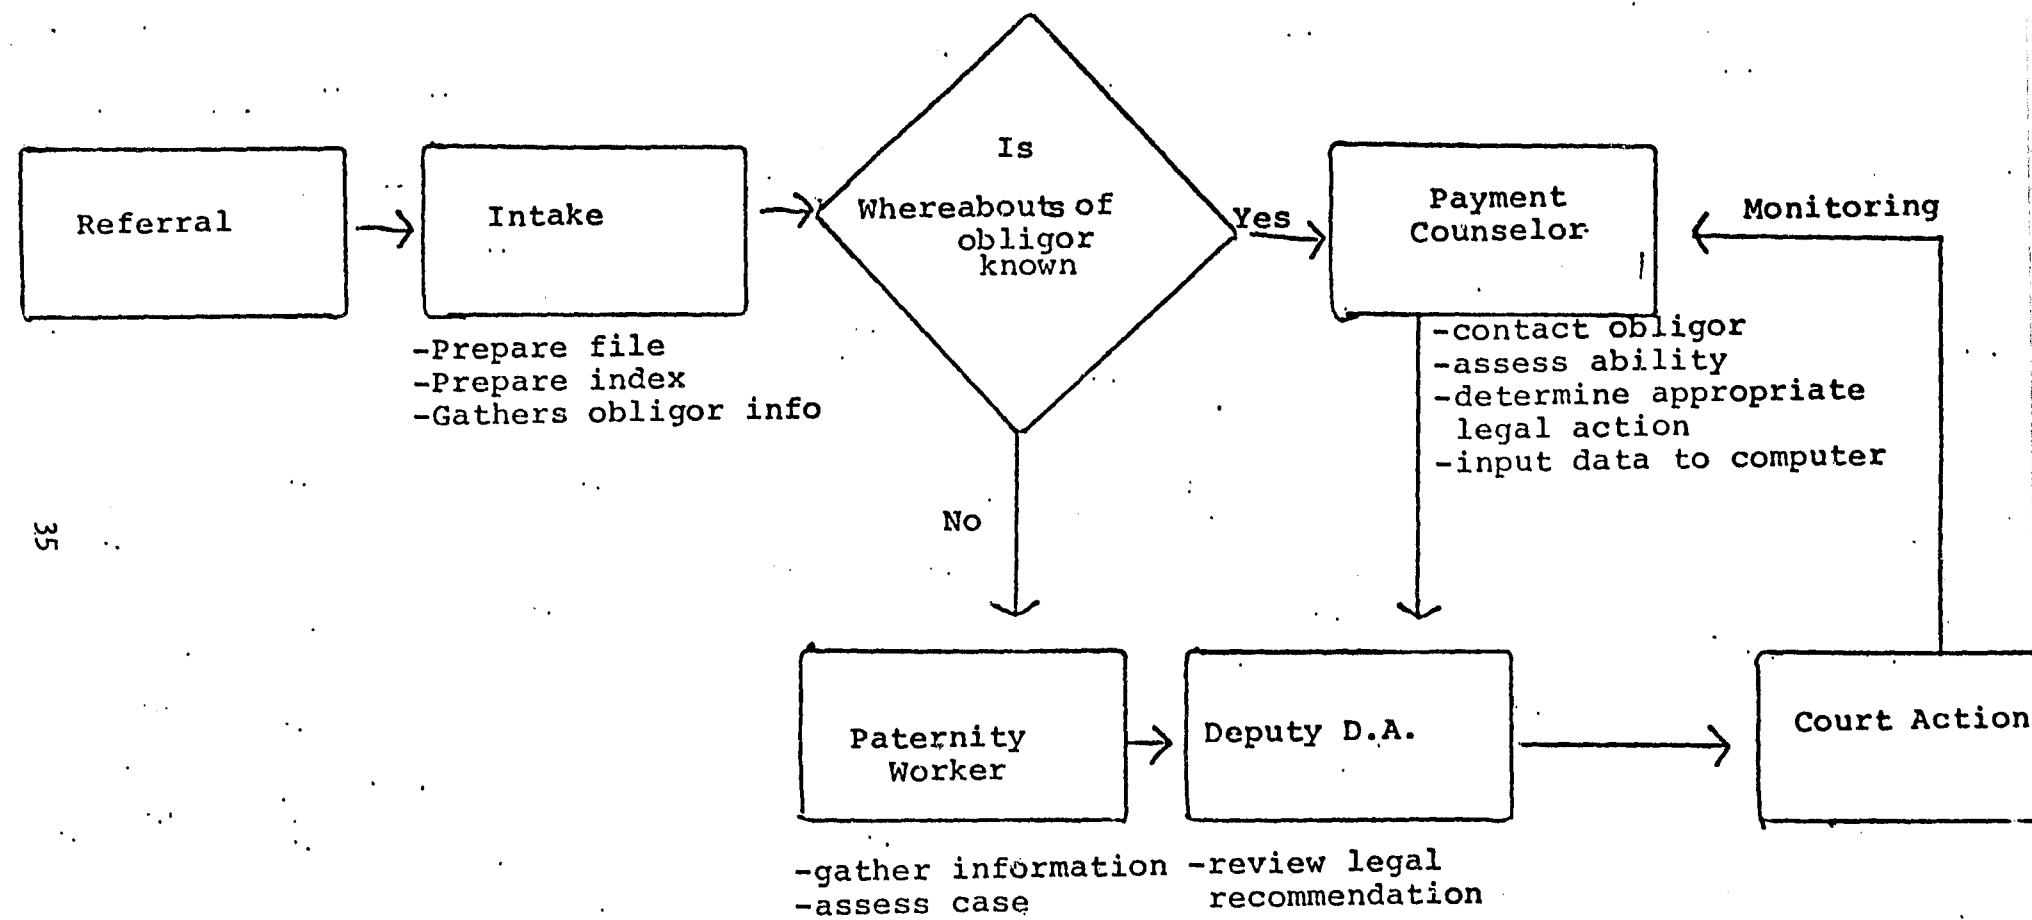 Referral
Intake
-Prepare file
-Prepare index
-Gathers obligor info
Is
Whereabouts of
obligor
known
Yes
No
Payment
Counselor
-contact obligor
-assess ability
-determine appropriate
legal action
-input data to computer
Monitoring
Paternity
Worker
-gather information
-assess case
Deputy D.A.
-review legal
recommendation
Court Action
35